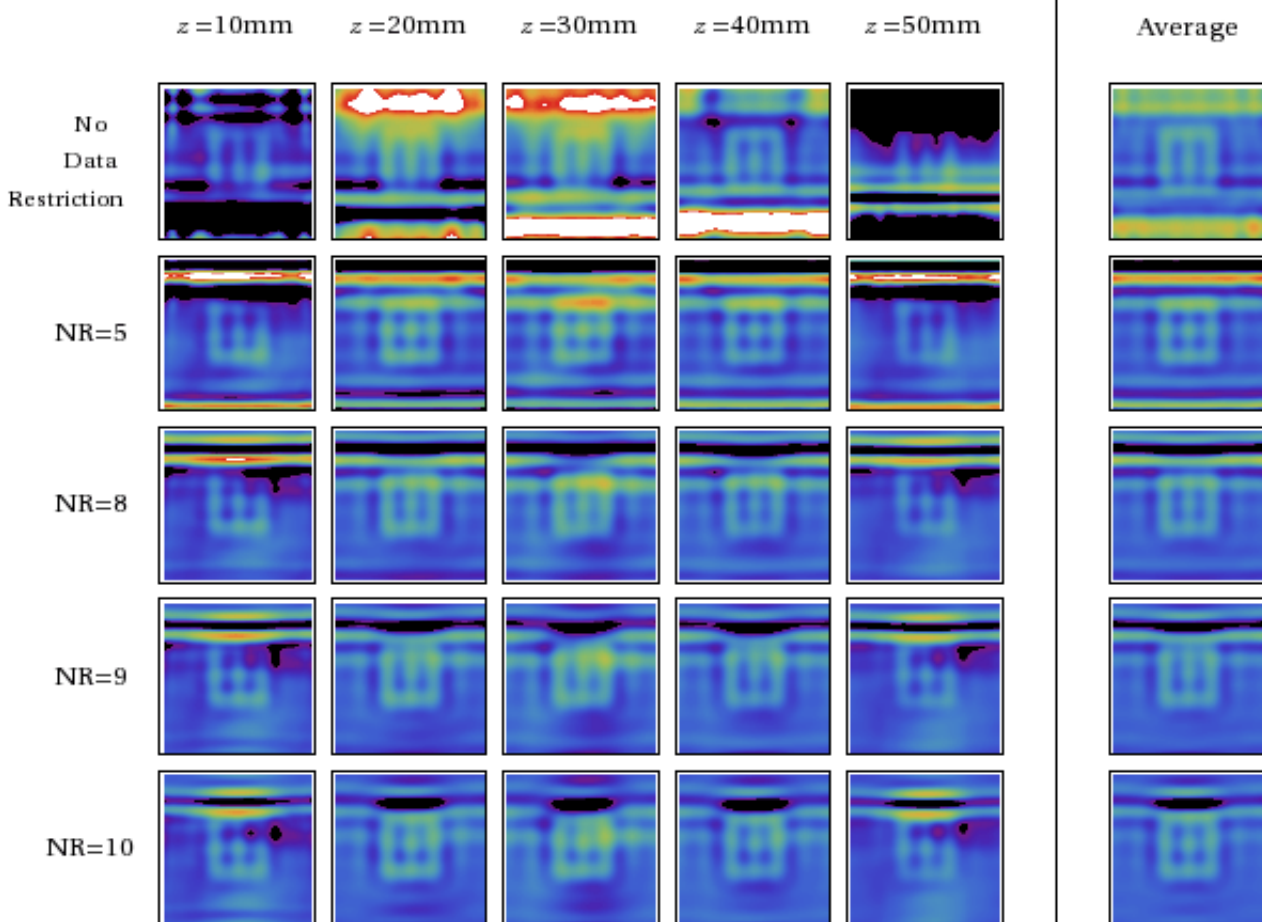 z =10mm z =20mm z =30mm z =40mm z =50mm Average
No
Data
Restriction
NR=5
NR=8
NR=9
NR=10